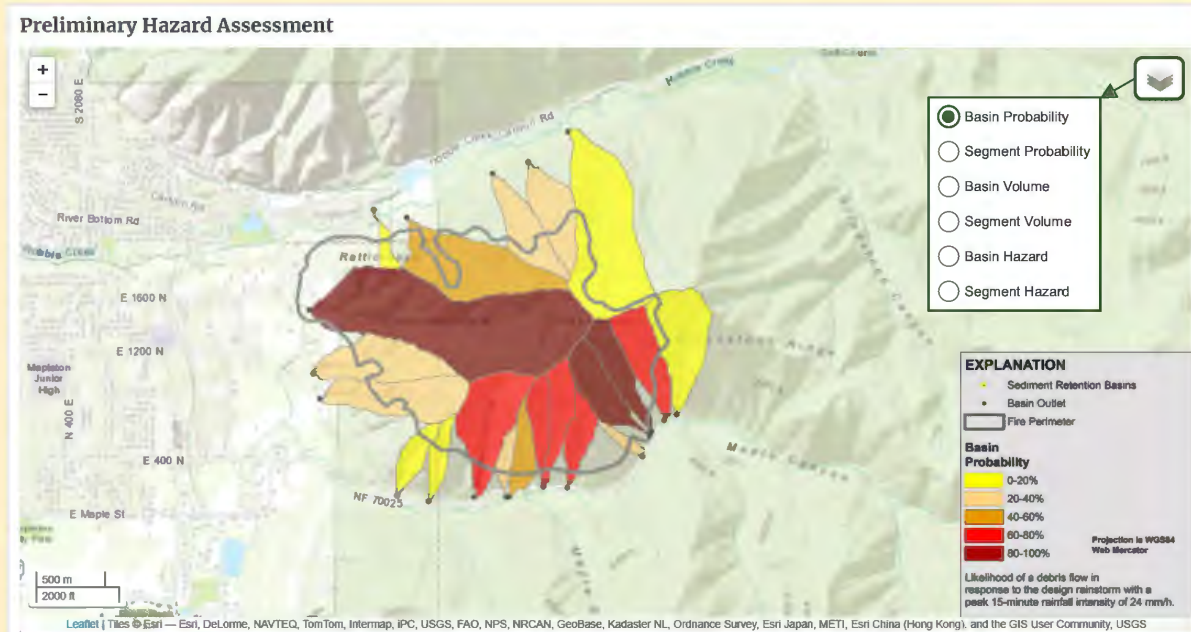 Preliminary Hazard Assessment
+
-
S 2080 E
Canyon Rd
River Bottom Rd
E 1600 N
E 1200 N
Mapleton
Junior
High
N 400 E
E 400 N
E Maple St
NF 70025
500 m
2000 ft
Basin Probability
Segment Probability
Basin Volume
Segment Volume
Basin Hazard
Segment Hazard
EXPLANATION
Sediment Retention Basins
Basin Outlet
Fire Perimeter
Basin
Probability
0-20%
20-40%
40-60%
60-80%
80-100%
Projection is WGS84
Web Mercator
Likelihood of a debris flow in
response to the design rainstorm with a
peak 15-minute rainfall intensity of 24 mm/h.
Leaflet | Tiles © Esri — Esri, DeLorme, NAVTEQ, TomTom, Intermap, iPC, USGS, FAO, NPS, NRCAN, GeoBase, Kadaster NL, Ordnance Survey, Esri Japan, METI, Esri China (Hong Kong), and the GIS User Community, USGS